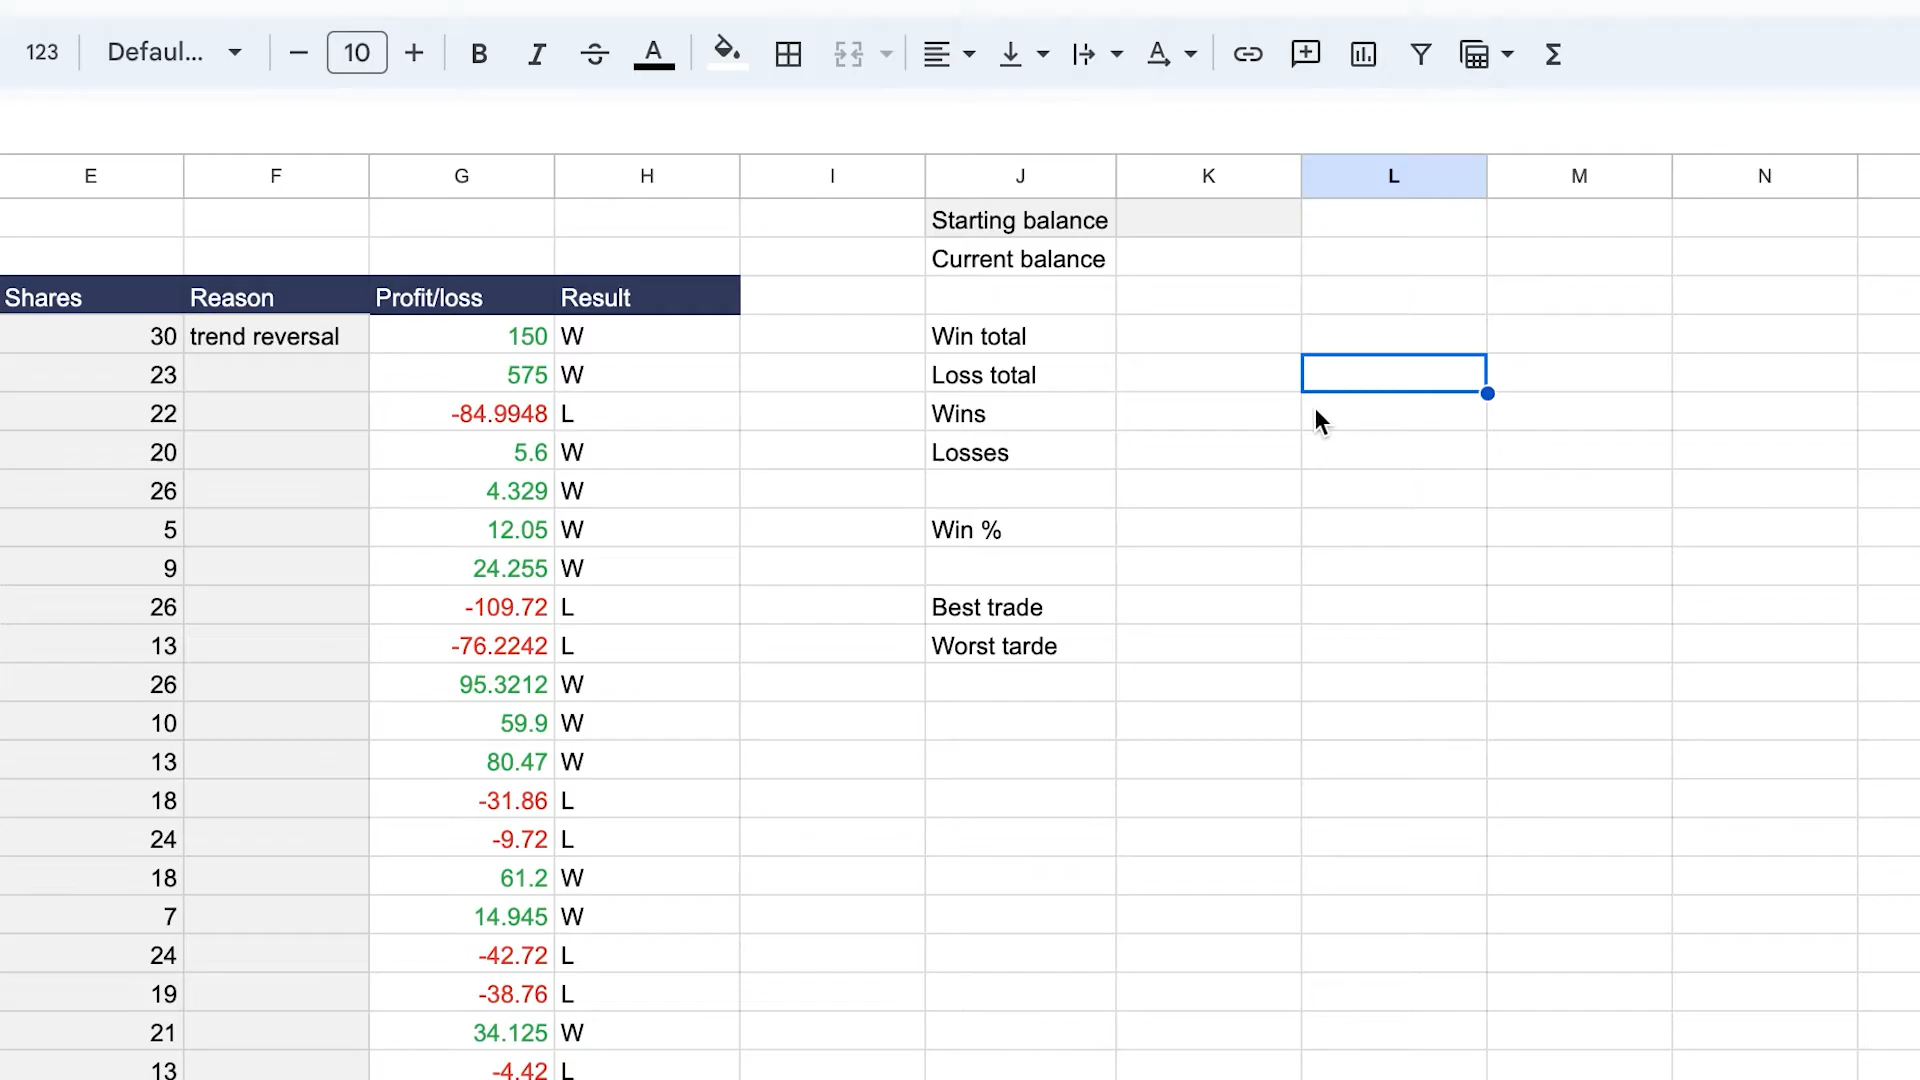 123 Defaul... 10 B I A A Σ
E F G H I J K L M N
Starting balance
Current balance
Shares Reason Profit/loss Result
30 trend reversal 150 W Win total
23 575 W Loss total
22 -84.9948 L Wins
20 5.6 W Losses
26 4.329 W
5 12.05 W Win %
9 24.255 W
26 -109.72 L Best trade
13 -76.2242 L Worst tarde
26 95.3212 W
10 59.9 W
13 80.47 W
18 -31.86 L
24 -9.72 L
18 61.2 W
7 14.945 W
24 -42.72 L
19 -38.76 L
21 34.125 W
13 -4.42 L